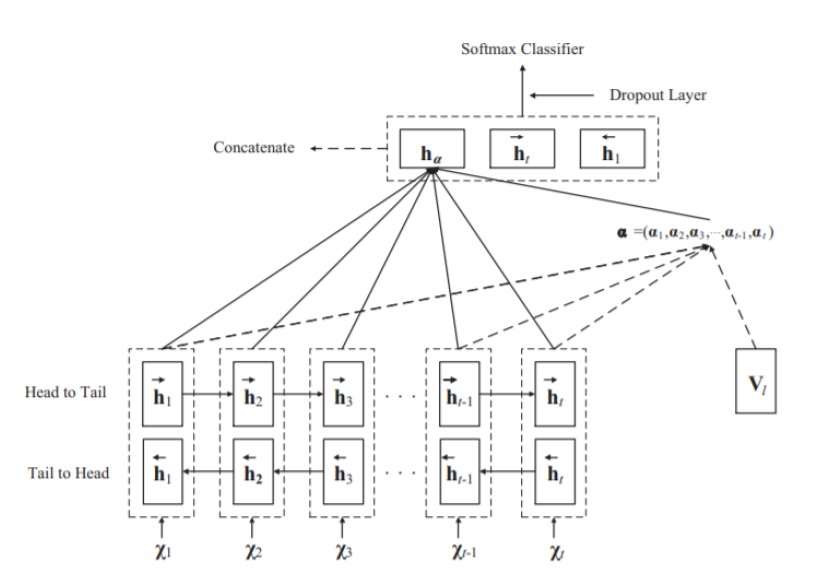 Softmax Classifier
Dropout Layer
Concatenate
h𝜶 h⃗ₜ h⃖₁
𝜶 =(𝜶₁,𝜶₂,𝜶₃,···,𝜶ₜ₋₁,𝜶ₜ)
Head to Tail h⃗₁ h⃗₂ h⃗₃ · · · h⃗ₜ₋₁ h⃗ₜ V_l
Tail to Head h⃖₁ h⃖₂ h⃖₃ · · · h⃖ₜ₋₁ h⃖ₜ
χ₁ χ₂ χ₃ χₜ₋₁ χₜ